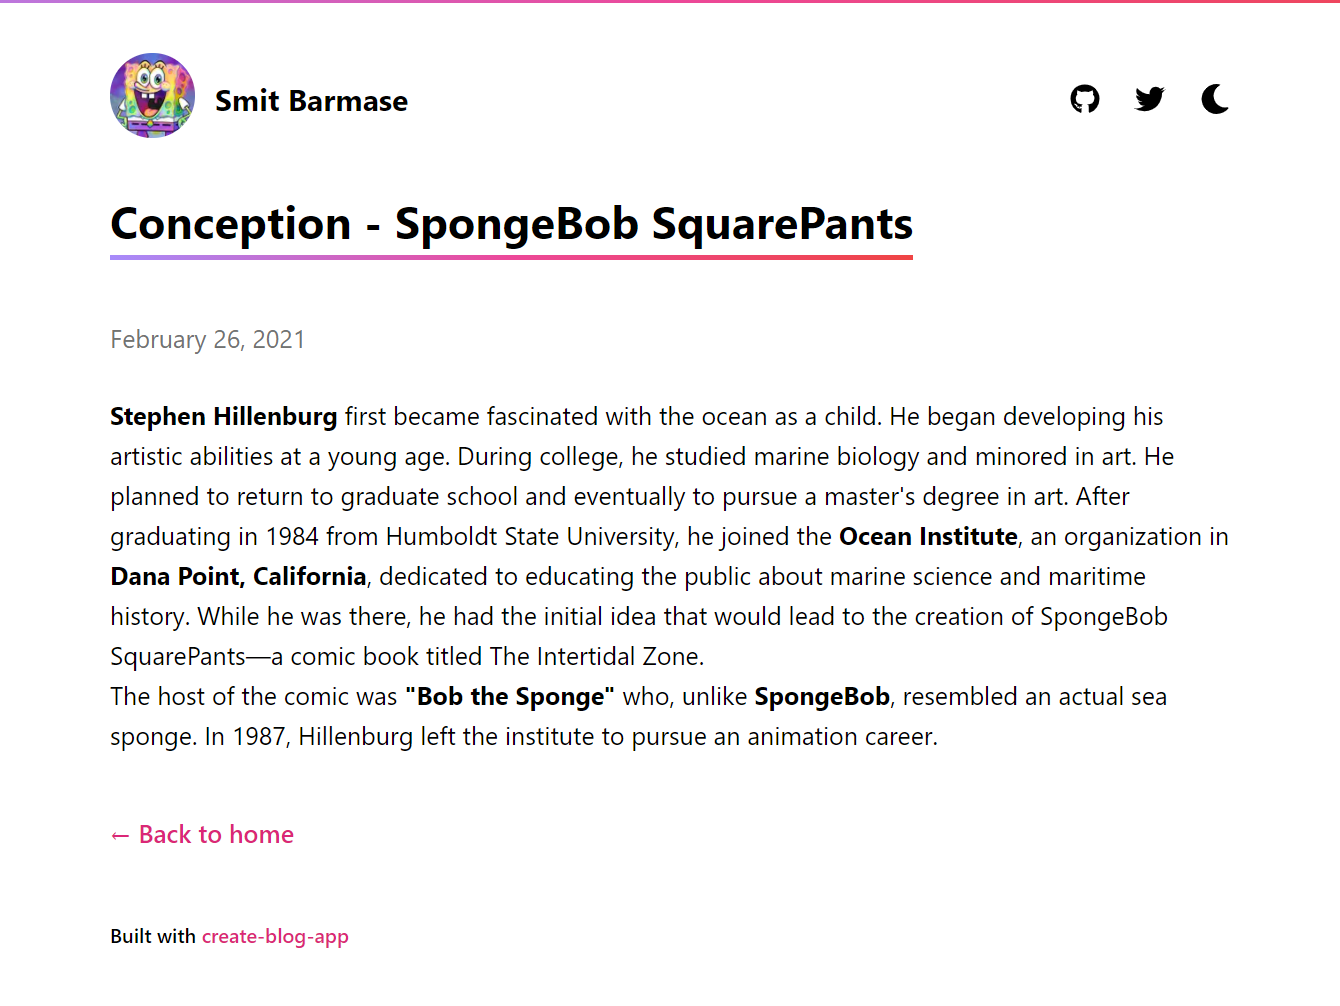 Smit Barmase
Conception - SpongeBob SquarePants
February 26, 2021
Stephen Hillenburg first became fascinated with the ocean as a child. He began developing his
artistic abilities at a young age. During college, he studied marine biology and minored in art. He
planned to return to graduate school and eventually to pursue a master's degree in art. After
graduating in 1984 from Humboldt State University, he joined the Ocean Institute, an organization in
Dana Point, California, dedicated to educating the public about marine science and maritime
history. While he was there, he had the initial idea that would lead to the creation of SpongeBob
SquarePants—a comic book titled The Intertidal Zone.
The host of the comic was "Bob the Sponge" who, unlike SpongeBob, resembled an actual sea
sponge. In 1987, Hillenburg left the institute to pursue an animation career.
← Back to home
Built with create-blog-app